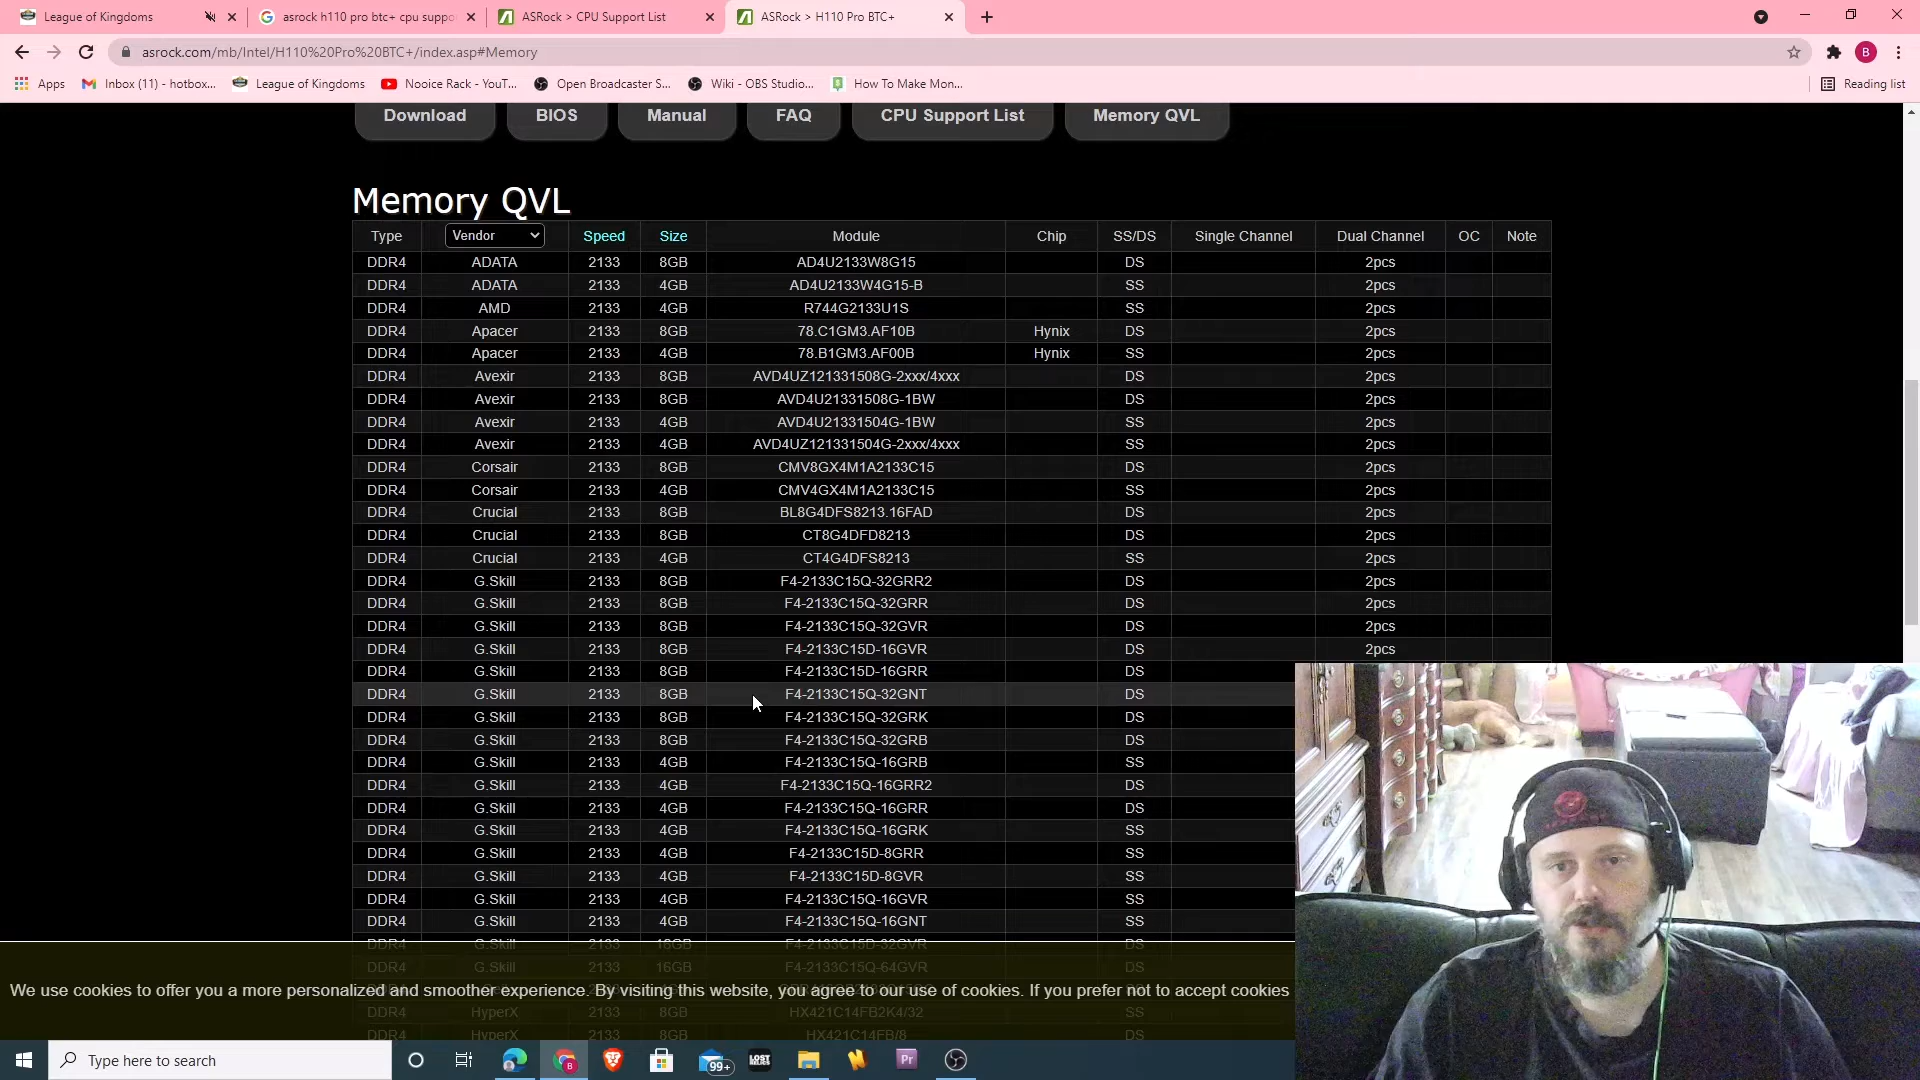 League of Kingdoms
asrock h110 pro btc+ cpu suppo
ASRock > CPU Support List
ASRock > H110 Pro BTC+
asrock.com/mb/Intel/H110%20Pro%20BTC+/index.asp#Memory
B
Apps
Inbox (11) - hotbox...
League of Kingdoms
Nooice Rack - YouT...
Open Broadcaster S...
Wiki - OBS Studio...
How To Make Mon...
Reading list
Download BIOS Manual FAQ CPU Support List Memory QVL
Memory QVL
Type Vendor Speed Size Module Chip SS/DS Single Channel Dual Channel OC Note
DDR4 ADATA 2133 8GB AD4U2133W8G15 DS 2pcs
DDR4 ADATA 2133 4GB AD4U2133W4G15-B SS 2pcs
DDR4 AMD 2133 4GB R744G2133U1S SS 2pcs
DDR4 Apacer 2133 8GB 78.C1GM3.AF10B Hynix DS 2pcs
DDR4 Apacer 2133 4GB 78.B1GM3.AF00B Hynix SS 2pcs
DDR4 Avexir 2133 8GB AVD4UZ121331508G-2xxx/4xxx DS 2pcs
DDR4 Avexir 2133 8GB AVD4U21331508G-1BW DS 2pcs
DDR4 Avexir 2133 4GB AVD4U21331504G-1BW SS 2pcs
DDR4 Avexir 2133 4GB AVD4UZ121331504G-2xxx/4xxx SS 2pcs
DDR4 Corsair 2133 8GB CMV8GX4M1A2133C15 DS 2pcs
DDR4 Corsair 2133 4GB CMV4GX4M1A2133C15 SS 2pcs
DDR4 Crucial 2133 8GB BL8G4DFS8213.16FAD DS 2pcs
DDR4 Crucial 2133 8GB CT8G4DFD8213 DS 2pcs
DDR4 Crucial 2133 4GB CT4G4DFS8213 SS 2pcs
DDR4 G.Skill 2133 8GB F4-2133C15Q-32GRR2 DS 2pcs
DDR4 G.Skill 2133 8GB F4-2133C15Q-32GRR DS 2pcs
DDR4 G.Skill 2133 8GB F4-2133C15Q-32GVR DS 2pcs
DDR4 G.Skill 2133 8GB F4-2133C15D-16GVR DS 2pcs
DDR4 G.Skill 2133 8GB F4-2133C15D-16GRR DS
DDR4 G.Skill 2133 8GB F4-2133C15Q-32GNT DS
DDR4 G.Skill 2133 8GB F4-2133C15Q-32GRK DS
DDR4 G.Skill 2133 8GB F4-2133C15Q-32GRB DS
DDR4 G.Skill 2133 4GB F4-2133C15Q-16GRB SS
DDR4 G.Skill 2133 4GB F4-2133C15Q-16GRR2 DS
DDR4 G.Skill 2133 4GB F4-2133C15Q-16GRR DS
DDR4 G.Skill 2133 4GB F4-2133C15Q-16GRK SS
DDR4 G.Skill 2133 4GB F4-2133C15D-8GRR SS
DDR4 G.Skill 2133 4GB F4-2133C15D-8GVR SS
DDR4 G.Skill 2133 4GB F4-2133C15Q-16GVR SS
DDR4 G.Skill 2133 4GB F4-2133C15Q-16GNT SS
DDR4 G.Skill 2133 16GB F4-2133C15D-32GVR DS
DDR4 G.Skill 2133 16GB F4-2133C15Q-64GVR DS
We use cookies to offer you a more personalized and smoother experience. By visiting this website, you agree to our use of cookies. If you prefer not to accept cookies
DDR4 HyperX 2133 8GB HX421C14FB2K4/32 SS
DDR4 HyperX 2133 8GB HX421C14FB/8 DS
Type here to search
99+
LOST
Pr